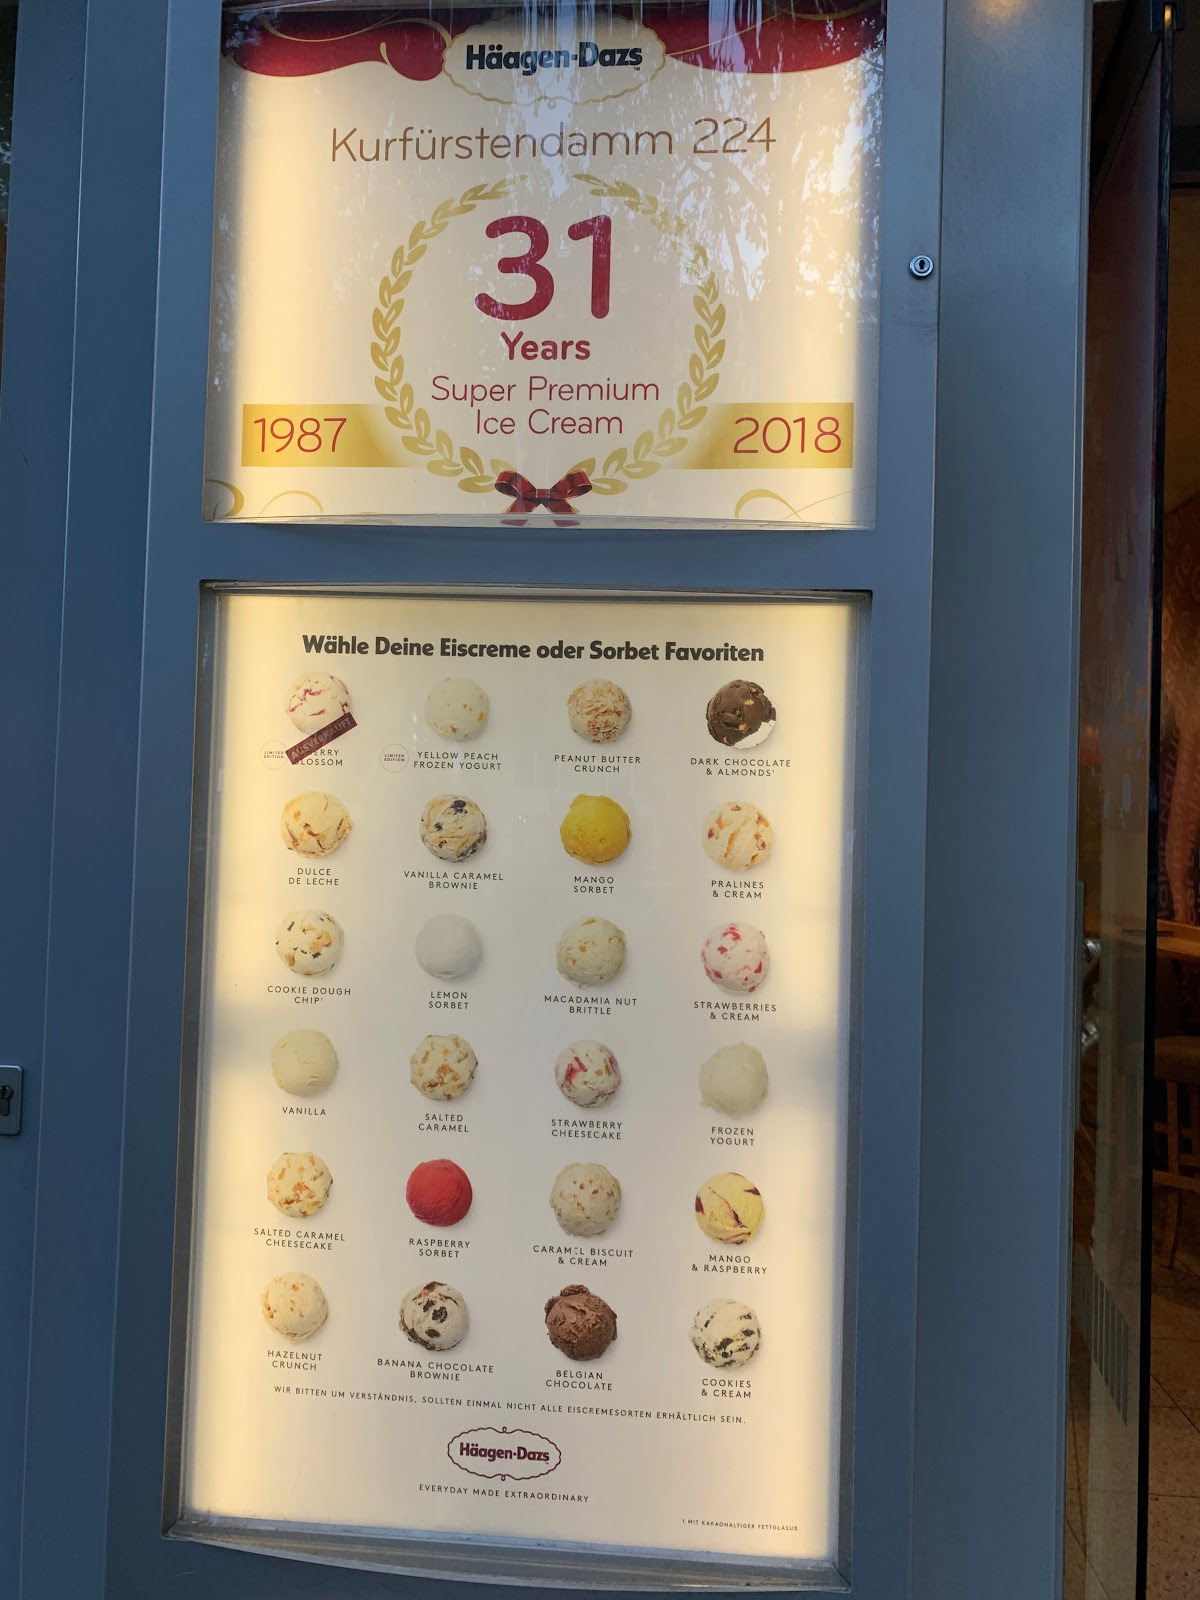 Häagen-Dazs™
Kurfürstendamm 224
31
Years
Super Premium
Ice Cream
1987
2018
Wähle Deine Eiscreme oder Sorbet Favoriten
LIMITED
EDITION
AUSVERKAUFT
LIMITED
EDITION
YELLOW PEACH
FROZEN YOGURT
PEANUT BUTTER
CRUNCH
DARK CHOCOLATE
& ALMONDS¹
DULCE
DE LECHE
VANILLA CARAMEL
BROWNIE
MANGO
SORBET
PRALINES
& CREAM
COOKIE DOUGH
CHIP¹
LEMON
SORBET
MACADAMIA NUT
BRITTLE
STRAWBERRIES
& CREAM
VANILLA
SALTED
CARAMEL
STRAWBERRY
CHEESECAKE
FROZEN
YOGURT
SALTED CARAMEL
CHEESECAKE
RASPBERRY
SORBET
CARAMEL BISCUIT
& CREAM
MANGO
& RASPBERRY
HAZELNUT
CRUNCH
BANANA CHOCOLATE
BROWNIE
BELGIAN
CHOCOLATE
COOKIES
& CREAM
WIR BITTEN UM VERSTÄNDNIS, SOLLTEN EINMAL NICHT ALLE EISCREMESORTEN ERHÄLTLICH SEIN.
Häagen-Dazs
EVERYDAY MADE EXTRAORDINARY
1 MIT KAKAOHALTIGER FETTGLASUR